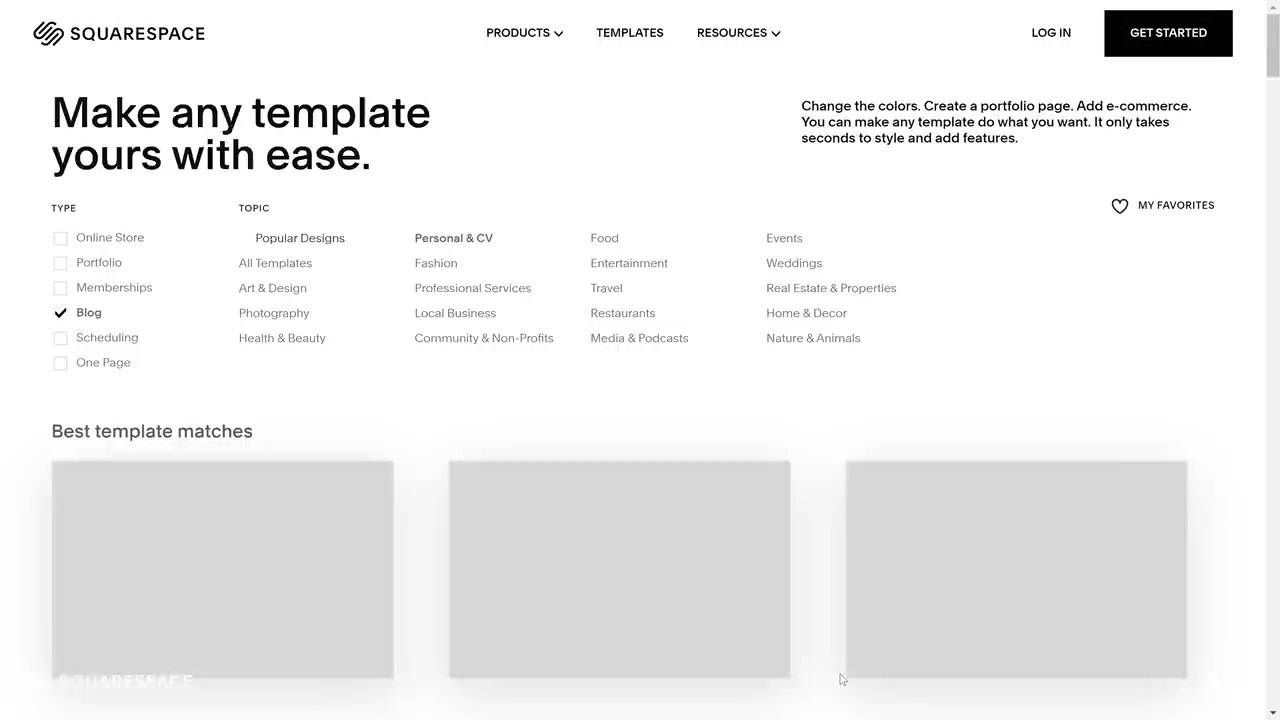 SQUARESPACE
PRODUCTS
TEMPLATES
RESOURCES
LOG IN
GET STARTED
Make any template
yours with ease.
Change the colors. Create a portfolio page. Add e-commerce.
You can make any template do what you want. It only takes
seconds to style and add features.
MY FAVORITES
TYPE
Online Store
Portfolio
Memberships
Blog
Scheduling
One Page
TOPIC
Popular Designs
All Templates
Art & Design
Photography
Health & Beauty
Personal & CV
Fashion
Professional Services
Local Business
Community & Non-Profits
Food
Entertainment
Travel
Restaurants
Media & Podcasts
Events
Weddings
Real Estate & Properties
Home & Decor
Nature & Animals
Best template matches
SQUARESPACE